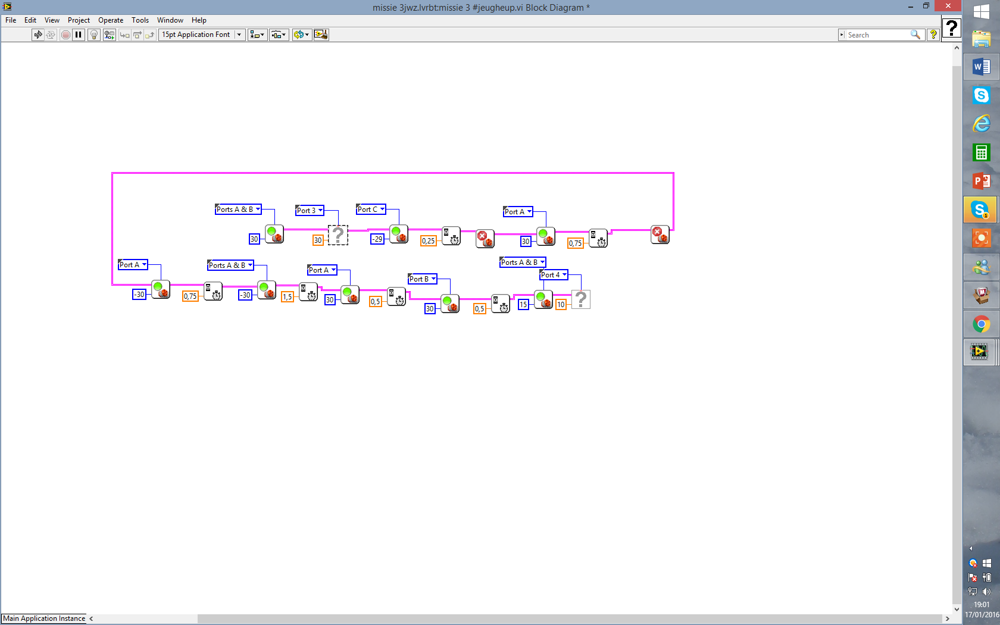 missie 3jwz.lvrbt:missie 3 #jeugheup.vi Block Diagram *
File Edit View Project Operate Tools Window Help
15pt Application Font
Search
?
?
Ports A & B
Port 3
Port C
Port A
30
30
?
-29
0,25
30
0,75
Port A
Ports A & B
Port A
Port B
Ports A & B
Port 4
-30
0,75
-30
1,5
30
0,5
30
0,5
15
10
?
Main Application Instance
19:01
17/01/2016